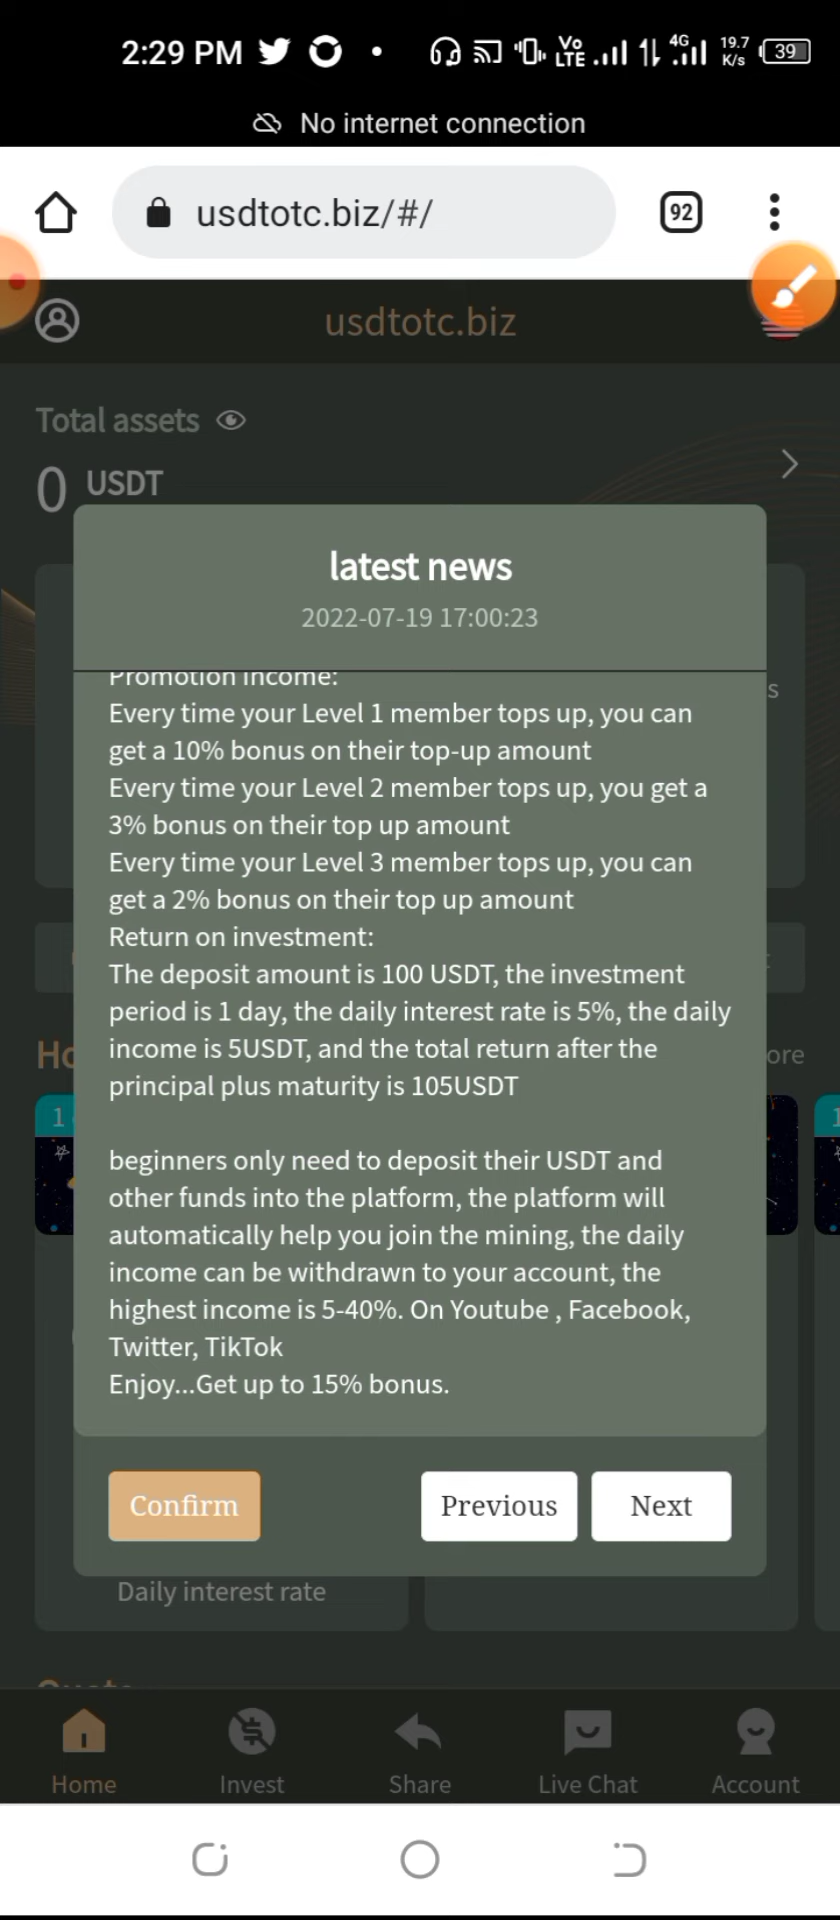 2:29 PM
Vo LTE
4G
19.7 K/s
39
No internet connection
usdtotc.biz/#/
92
usdtotc.biz
Total assets
0 USDT
latest news
2022-07-19 17:00:23
Promotion income:
Every time your Level 1 member tops up, you can
get a 10% bonus on their top-up amount
Every time your Level 2 member tops up, you get a
3% bonus on their top up amount
Every time your Level 3 member tops up, you can
get a 2% bonus on their top up amount
Return on investment:
The deposit amount is 100 USDT, the investment
period is 1 day, the daily interest rate is 5%, the daily
income is 5USDT, and the total return after the
principal plus maturity is 105USDT
beginners only need to deposit their USDT and
other funds into the platform, the platform will
automatically help you join the mining, the daily
income can be withdrawn to your account, the
highest income is 5-40%. On Youtube , Facebook,
Twitter, TikTok
Enjoy...Get up to 15% bonus.
Confirm Previous Next
Daily interest rate
Home Invest Share Live Chat Account